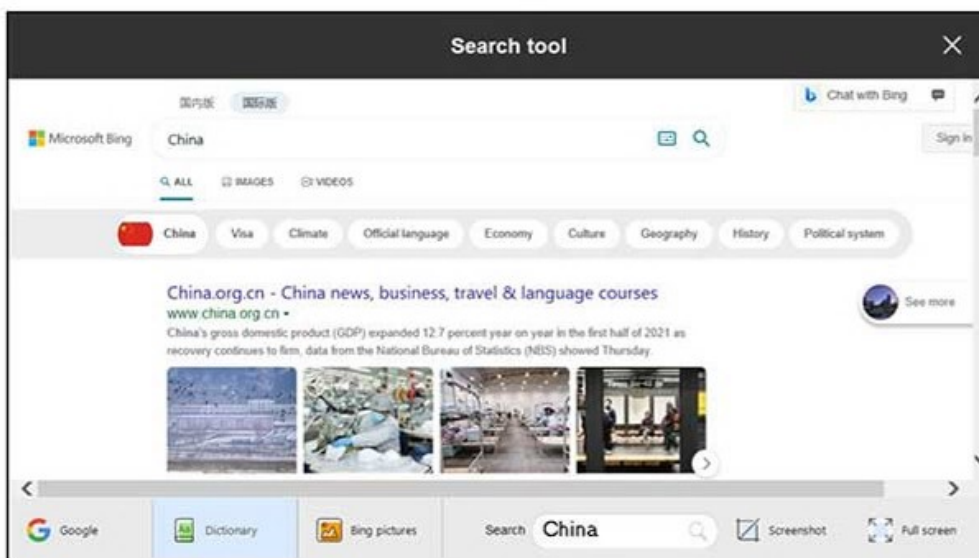 Search tool
国内版 国际版
Chat with Bing
Microsoft Bing China Sign in
ALL IMAGES VIDEOS
China Visa Climate Official language Economy Culture Geography History Political system
China.org.cn - China news, business, travel & language courses
www.china.org.cn
See more
China's gross domestic product (GDP) expanded 12.7 percent year on year in the first half of 2021 as
recovery continues to firm, data from the National Bureau of Statistics (NBS) showed Thursday.
Google Dictionary Bing pictures Search China Screenshot Full screen